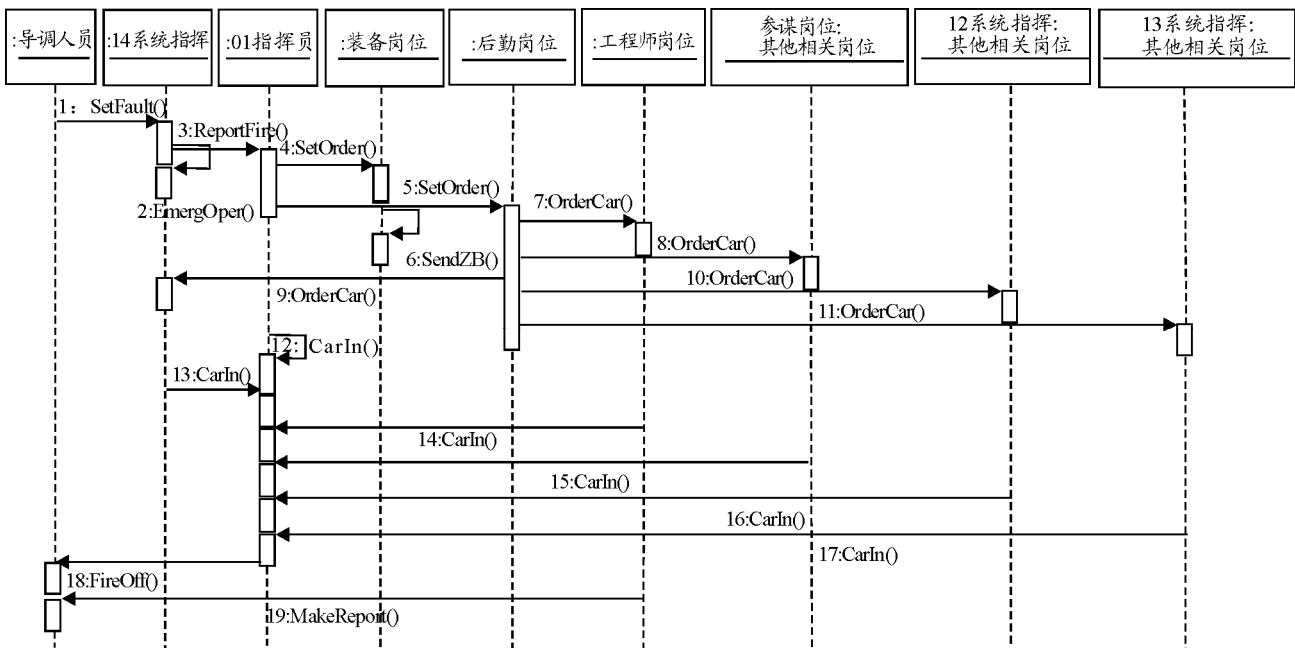 :导调人员
:14系统指挥
:01指挥员
:装备岗位
:后勤岗位
:工程师岗位
参谋岗位:
其他相关岗位
12系统指挥:
其他相关岗位
13系统指挥:
其他相关岗位
1: SetFault()
3:ReportFire()
4:SetOrder()
5:SetOrder()
2:EmergOper()
7:OrderCar()
8:OrderCar()
6:SendZB()
10:OrderCar()
9:OrderCar()
11:OrderCar()
12: CarIn()
13:CarIn()
14:CarIn()
15:CarIn()
16:CarIn()
17:CarIn()
18:FireOff()
19:MakeReport()